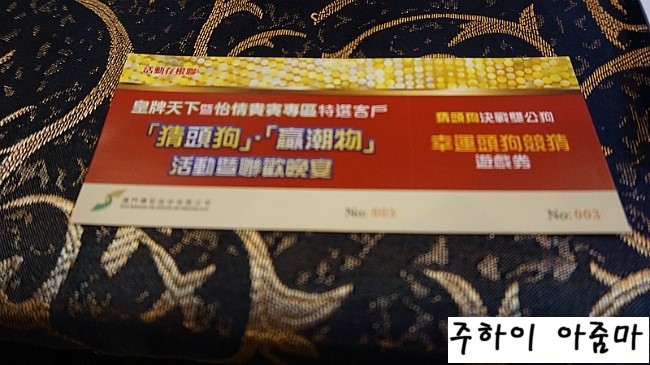 活動存根聯
皇牌天下暨怡情貴賓專區特選客戶
「猜頭狗」·「贏潮物」
活動暨聯歡晚宴
No: 003
猜頭狗決戰雙公狗
幸運頭狗競猜
遊戲券
No: 003
주하이 아줌마